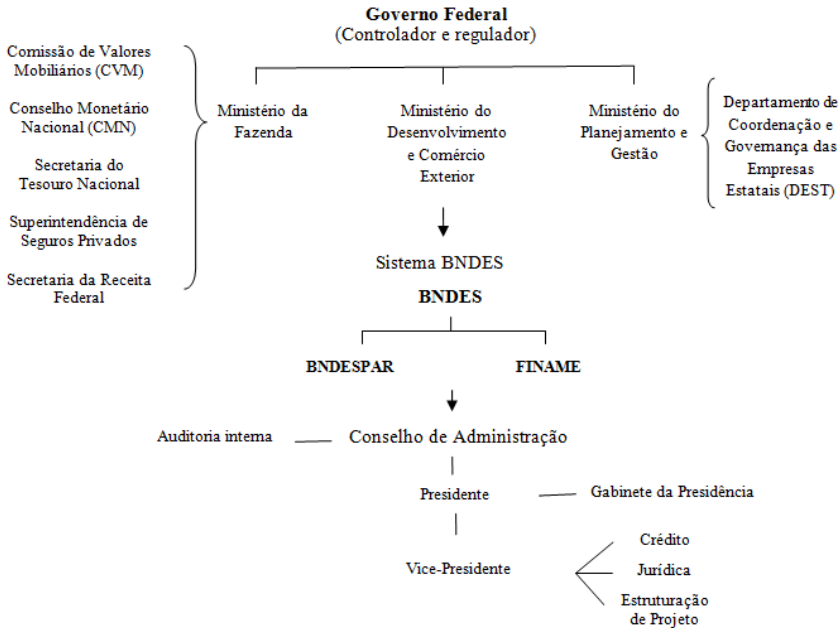 Governo Federal
(Controlador e regulador)
Comissão de Valores
Mobiliários (CVM)
Conselho Monetário
Nacional (CMN)
Secretaria do
Tesouro Nacional
Superintendência de
Seguros Privados
Secretaria da Receita
Federal
Ministério da
Fazenda
Ministério do
Desenvolvimento
e Comércio
Exterior
Ministério do
Planejamento e
Gestão
Departamento de
Coordenação e
Governança das
Empresas
Estatais (DEST)
Sistema BNDES
BNDES
BNDESPAR
FINAME
Auditoria interna
Conselho de Administração
Presidente
Gabinete da Presidência
Vice-Presidente
Crédito
Jurídica
Estruturação
de Projeto